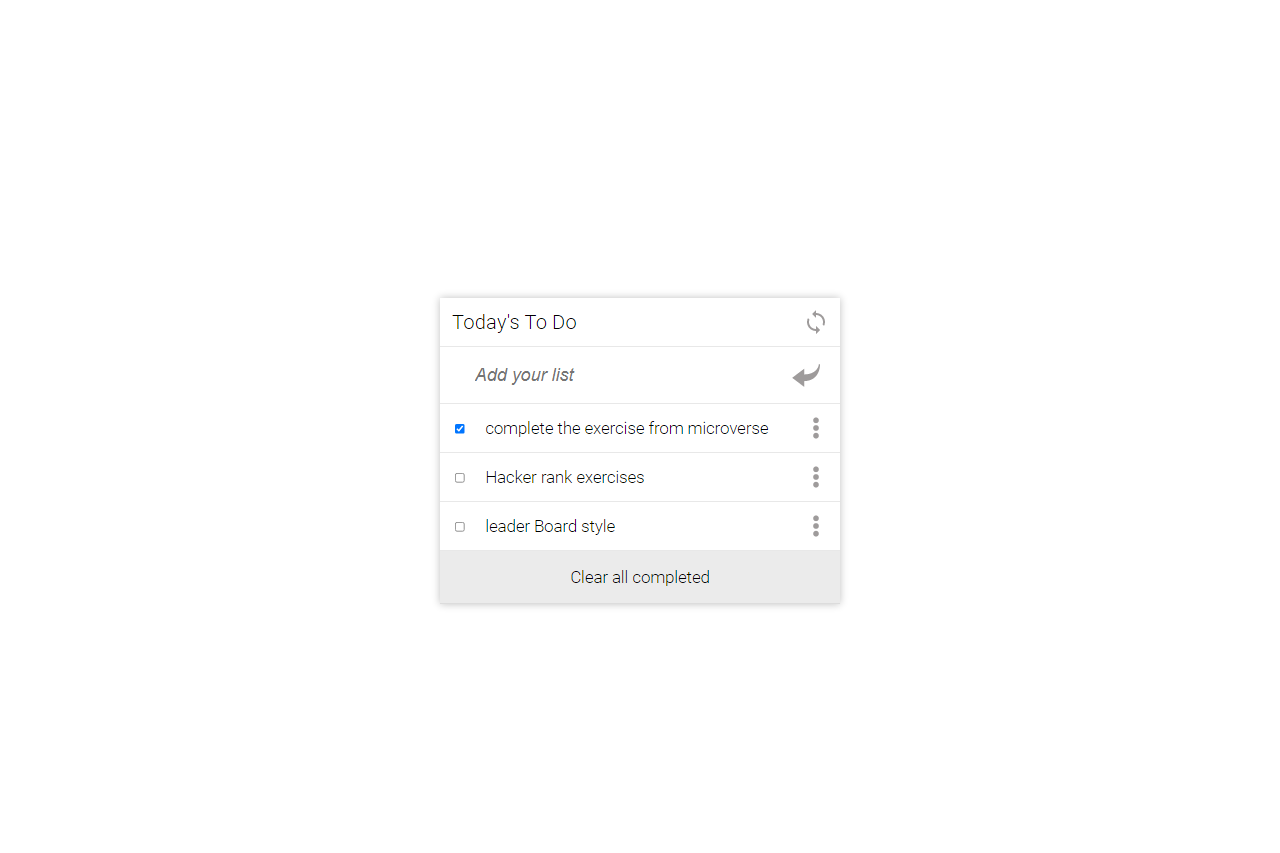 Today's To Do
Add your list
complete the exercise from microverse
Hacker rank exercises
leader Board style
Clear all completed